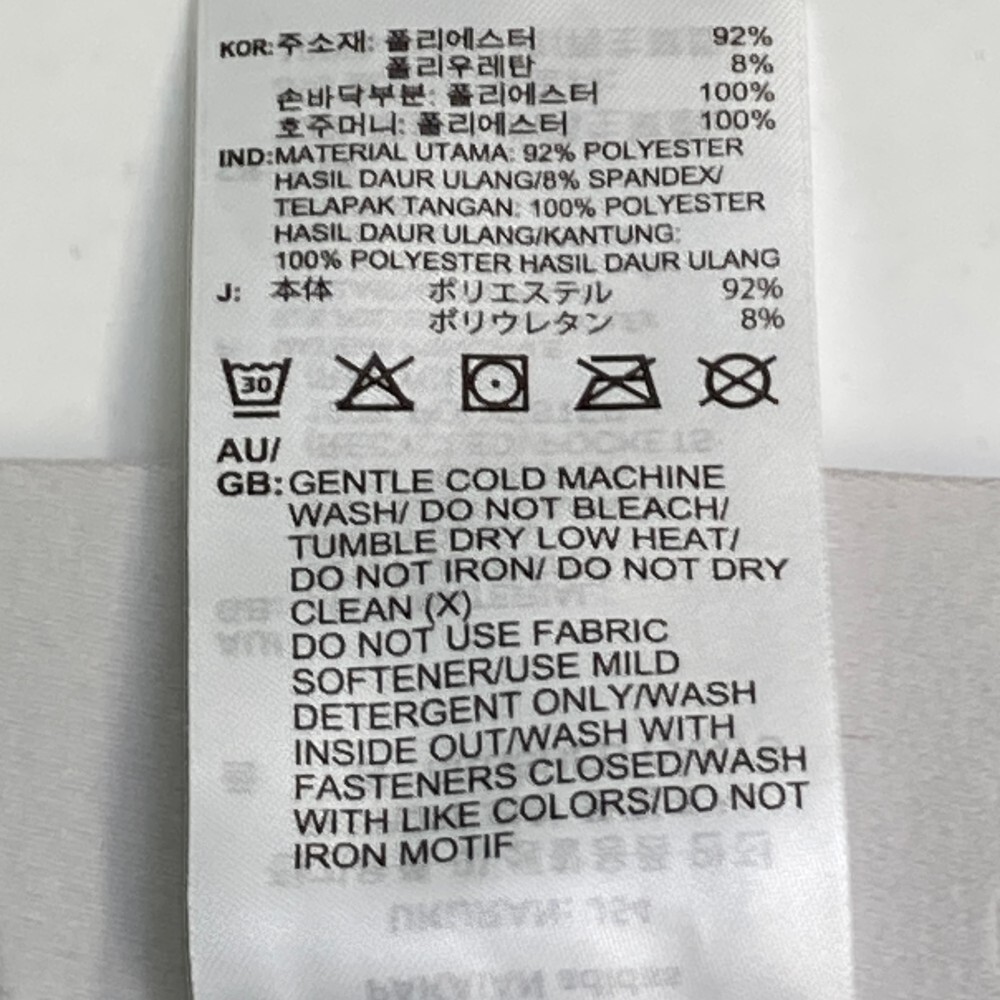 KOR: 주소재: 폴리에스터 92%
폴리우레탄 8%
손바닥부분: 폴리에스터 100%
호주머니: 폴리에스터 100%
IND: MATERIAL UTAMA: 92% POLYESTER
HASIL DAUR ULANG/8% SPANDEX/
TELAPAK TANGAN: 100% POLYESTER
HASIL DAUR ULANG/KANTUNG:
100% POLYESTER HASIL DAUR ULANG
J: 本体 ポリエステル 92%
ポリウレタン 8%
30
AU/
GB: GENTLE COLD MACHINE
WASH/ DO NOT BLEACH/
TUMBLE DRY LOW HEAT/
DO NOT IRON/ DO NOT DRY
CLEAN (X)
DO NOT USE FABRIC
SOFTENER/USE MILD
DETERGENT ONLY/WASH
INSIDE OUT/WASH WITH
FASTENERS CLOSED/WASH
WITH LIKE COLORS/DO NOT
IRON MOTIF
UKURAN: J54
PAKAIAN adidas